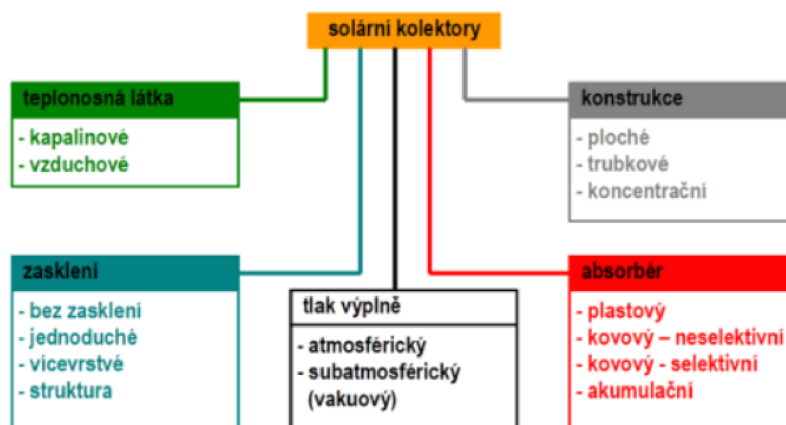 solární kolektory
teplonosná látka
- kapalinové
- vzduchové
konstrukce
- ploché
- trubkové
- koncentrační
zasklení
- bez zasklení
- jednoduché
- vícevrstvé
- struktura
tlak výplně
- atmosférický
- subatmosférický
(vakuový)
absorbér
- plastový
- kovový – neselektivní
- kovový - selektivní
- akumulační